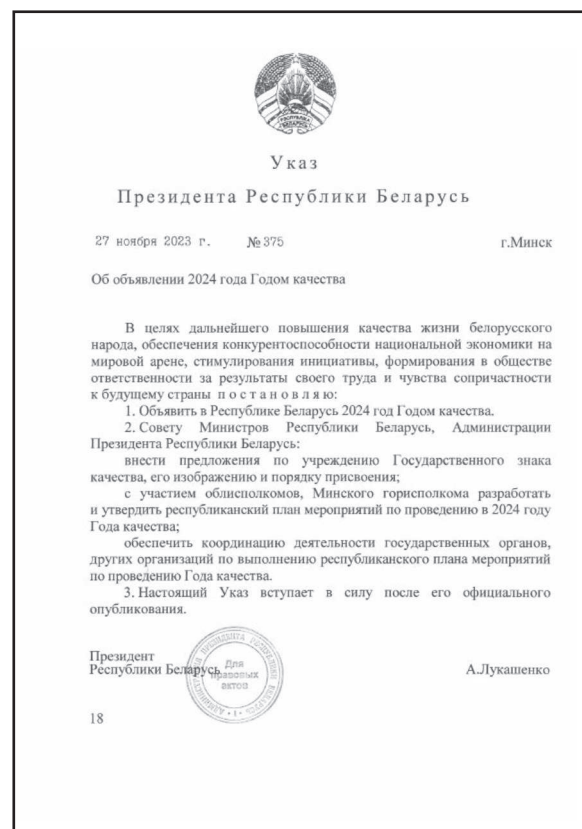 Указ
Президента Республики Беларусь
27 ноября 2023 г. № 375 г.Минск
Об объявлении 2024 года Годом качества
В целях дальнейшего повышения качества жизни белорусского
народа, обеспечения конкурентоспособности национальной экономики на
мировой арене, стимулирования инициативы, формирования в обществе
ответственности за результаты своего труда и чувства сопричастности
к будущему страны постановляю:
1. Объявить в Республике Беларусь 2024 год Годом качества.
2. Совету Министров Республики Беларусь, Администрации
Президента Республики Беларусь:
внести предложения по учреждению Государственного знака
качества, его изображению и порядку присвоения;
с участием облисполкомов, Минского горисполкома разработать
и утвердить республиканский план мероприятий по проведению в 2024 году
Года качества;
обеспечить координацию деятельности государственных органов,
других организаций по выполнению республиканского плана мероприятий
по проведению Года качества.
3. Настоящий Указ вступает в силу после его официального
опубликования.
Президент
Республики Беларусь А.Лукашенко
Для
правовых
актов
18